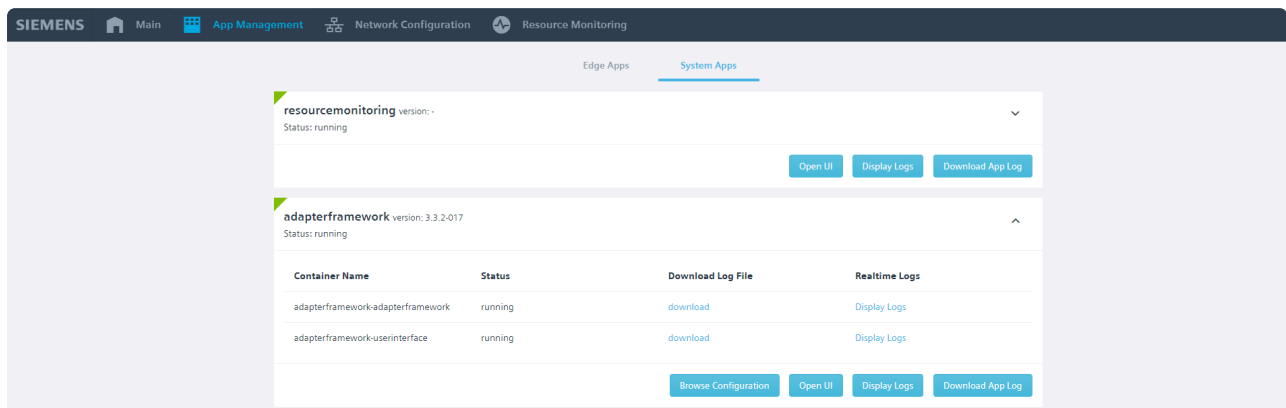 SIEMENS Main App Management Network Configuration Resource Monitoring
Edge Apps System Apps
resourcemonitoring version: -
Status: running
Open UI Display Logs Download App Log
adapterframework version: 3.3.2-017
Status: running
Container Name Status Download Log File Realtime Logs
adapterframework-adapterframework running download Display Logs
adapterframework-userinterface running download Display Logs
Browse Configuration Open UI Display Logs Download App Log